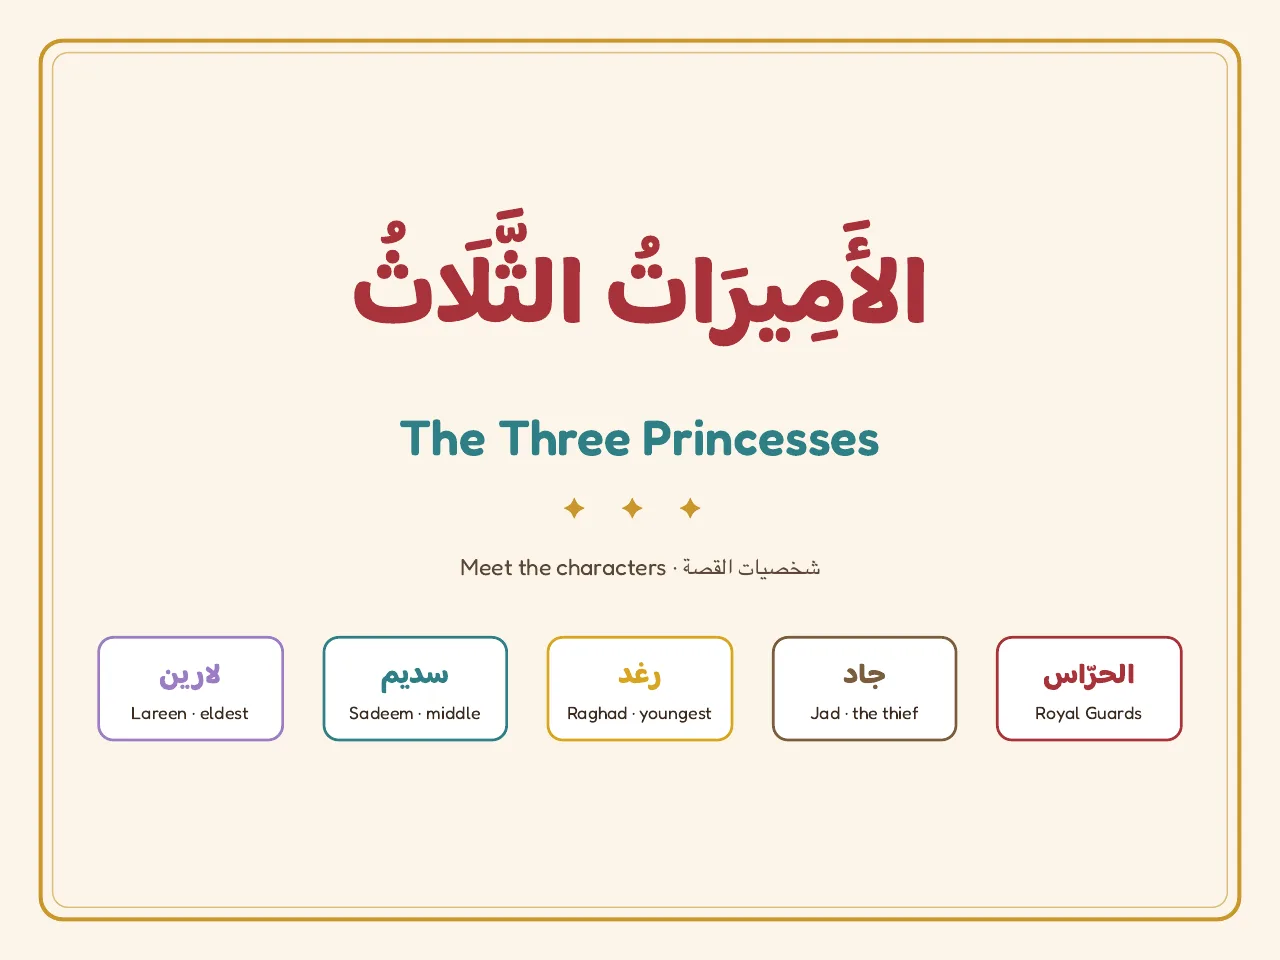 الأَمِيرَاتُ الثَّلَاثُ
The Three Princesses
Meet the characters · شخصيات القصة
لارين
Lareen · eldest
سديم
Sadeem · middle
رغد
Raghad · youngest
جاد
Jad · the thief
الحرّاس
Royal Guards